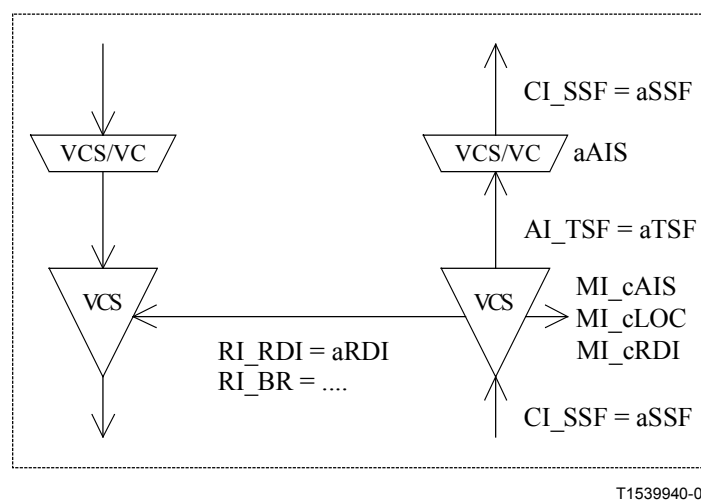 CI_SSF = aSSF
VCS/VC
VCS/VC
aAIS
AI_TSF = aTSF
VCS
VCS
MI_cAIS
MI_cLOC
MI_cRDI
RI_RDI = aRDI
RI_BR = ....
CI_SSF = aSSF
T1539940-0